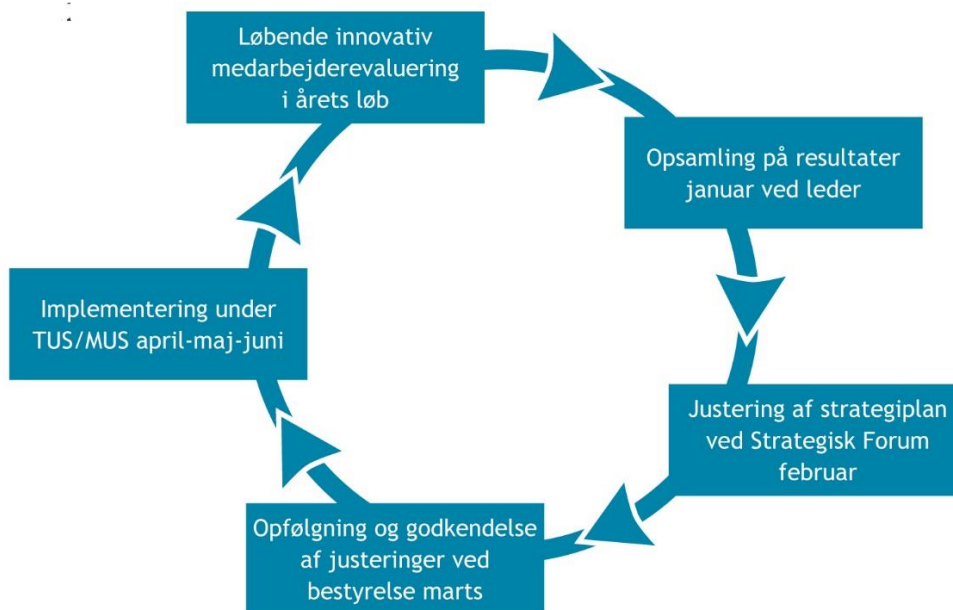 Løbende innovativ
medarbejderevaluering
i årets løb
Opsamling på resultater
januar ved leder
Justering af strategiplan
ved Strategisk Forum
februar
Opfølgning og godkendelse
af justeringer ved
bestyrelse marts
Implementering under
TUS/MUS april-maj-juni